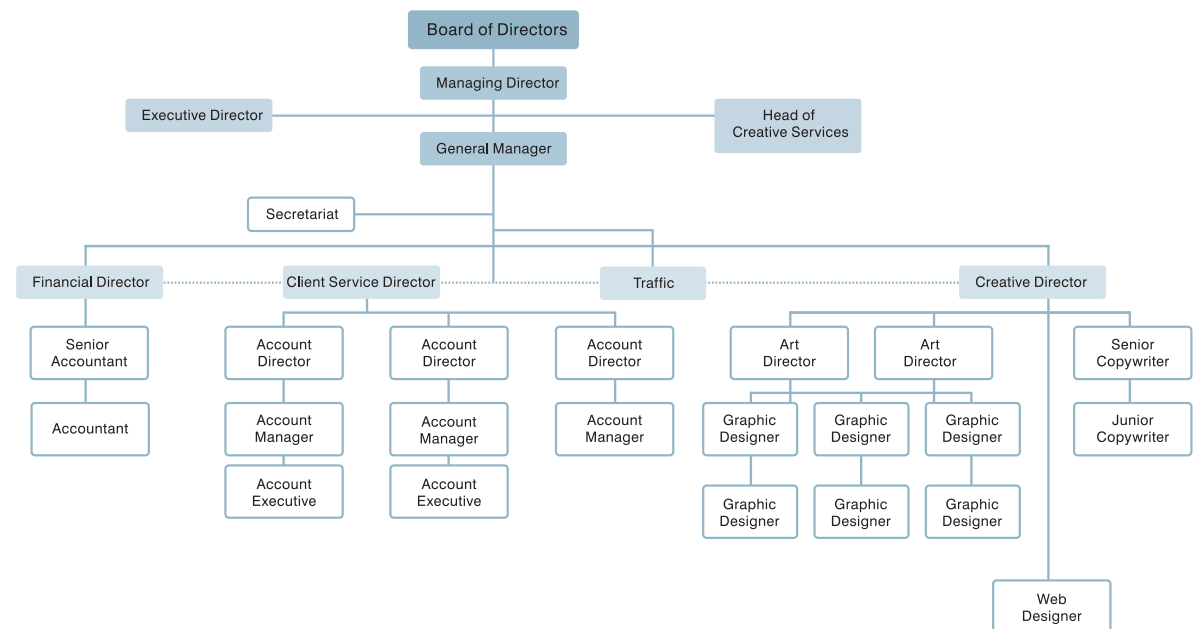 Board of Directors
Managing Director
Executive Director
Head of
Creative Services
General Manager
Secretariat
Financial Director
Client Service Director
Traffic
Creative Director
Senior
Accountant
Account
Director
Account
Director
Account
Director
Art
Director
Art
Director
Senior
Copywriter
Accountant
Account
Manager
Account
Manager
Account
Manager
Graphic
Designer
Graphic
Designer
Graphic
Designer
Junior
Copywriter
Account
Executive
Account
Executive
Graphic
Designer
Graphic
Designer
Graphic
Designer
Web
Designer